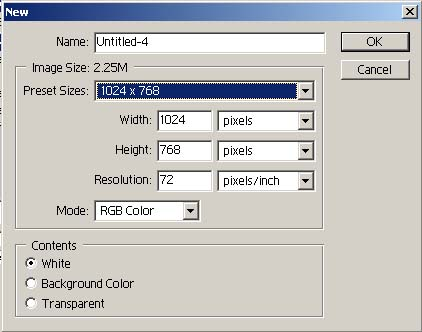 New
Name: Untitled-4 OK
Image Size: 2.25M Cancel
Preset Sizes: 1024 x 768
Width: 1024 pixels
Height: 768 pixels
Resolution: 72 pixels/inch
Mode: RGB Color
Contents
White
Background Color
Transparent